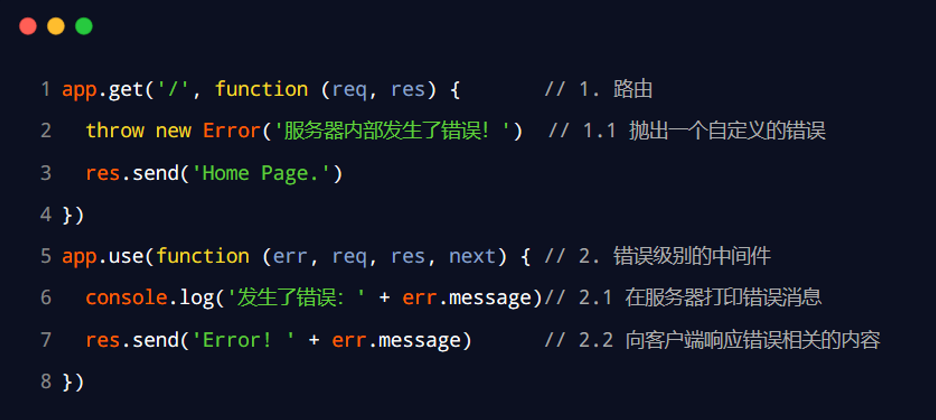 1 app.get('/', function (req, res) {        // 1. 路由
2   throw new Error('服务器内部发生了错误！')  // 1.1 抛出一个自定义的错误
3   res.send('Home Page.')
4 })
5 app.use(function (err, req, res, next) { // 2. 错误级别的中间件
6   console.log('发生了错误：' + err.message)// 2.1 在服务器打印错误消息
7   res.send('Error！' + err.message)      // 2.2 向客户端响应错误相关的内容
8 })